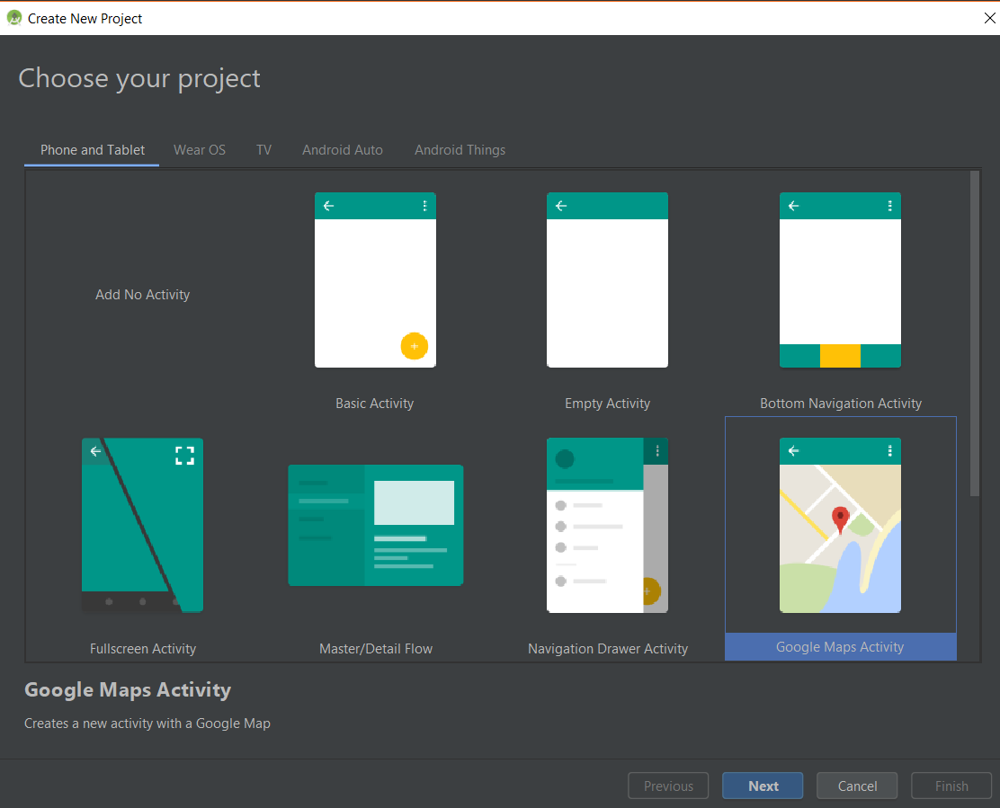 Create New Project
Choose your project
Phone and Tablet
Wear OS
TV
Android Auto
Android Things
Add No Activity
Basic Activity
Empty Activity
Bottom Navigation Activity
Fullscreen Activity
Master/Detail Flow
Navigation Drawer Activity
Google Maps Activity
Google Maps Activity
Creates a new activity with a Google Map
Previous
Next
Cancel
Finish